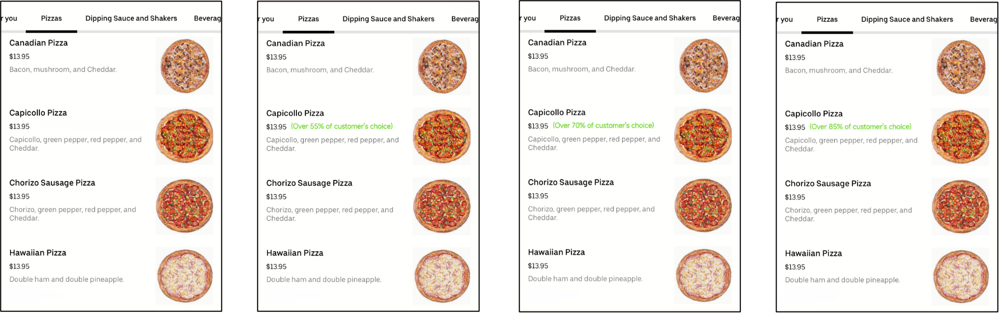 r you Pizzas Dipping Sauce and Shakers Beverag
Canadian Pizza
$13.95
Bacon, mushroom, and Cheddar.
Capicollo Pizza
$13.95
Capicollo, green pepper, red pepper, and
Cheddar.
Chorizo Sausage Pizza
$13.95
Chorizo, green pepper, red pepper, and
Cheddar.
Hawaiian Pizza
$13.95
Double ham and double pineapple.
r you Pizzas Dipping Sauce and Shakers Beverag
Canadian Pizza
$13.95
Bacon, mushroom, and Cheddar.
Capicollo Pizza
$13.95 (Over 55% of customer's choice)
Capicollo, green pepper, red pepper, and
Cheddar.
Chorizo Sausage Pizza
$13.95
Chorizo, green pepper, red pepper, and
Cheddar.
Hawaiian Pizza
$13.95
Double ham and double pineapple.
r you Pizzas Dipping Sauce and Shakers Beverag
Canadian Pizza
$13.95
Bacon, mushroom, and Cheddar.
Capicollo Pizza
$13.95 (Over 70% of customer's choice)
Capicollo, green pepper, red pepper, and
Cheddar.
Chorizo Sausage Pizza
$13.95
Chorizo, green pepper, red pepper, and
Cheddar.
Hawaiian Pizza
$13.95
Double ham and double pineapple.
r you Pizzas Dipping Sauce and Shakers Beverag
Canadian Pizza
$13.95
Bacon, mushroom, and Cheddar.
Capicollo Pizza
$13.95 (Over 85% of customer's choice)
Capicollo, green pepper, red pepper, and
Cheddar.
Chorizo Sausage Pizza
$13.95
Chorizo, green pepper, red pepper, and
Cheddar.
Hawaiian Pizza
$13.95
Double ham and double pineapple.